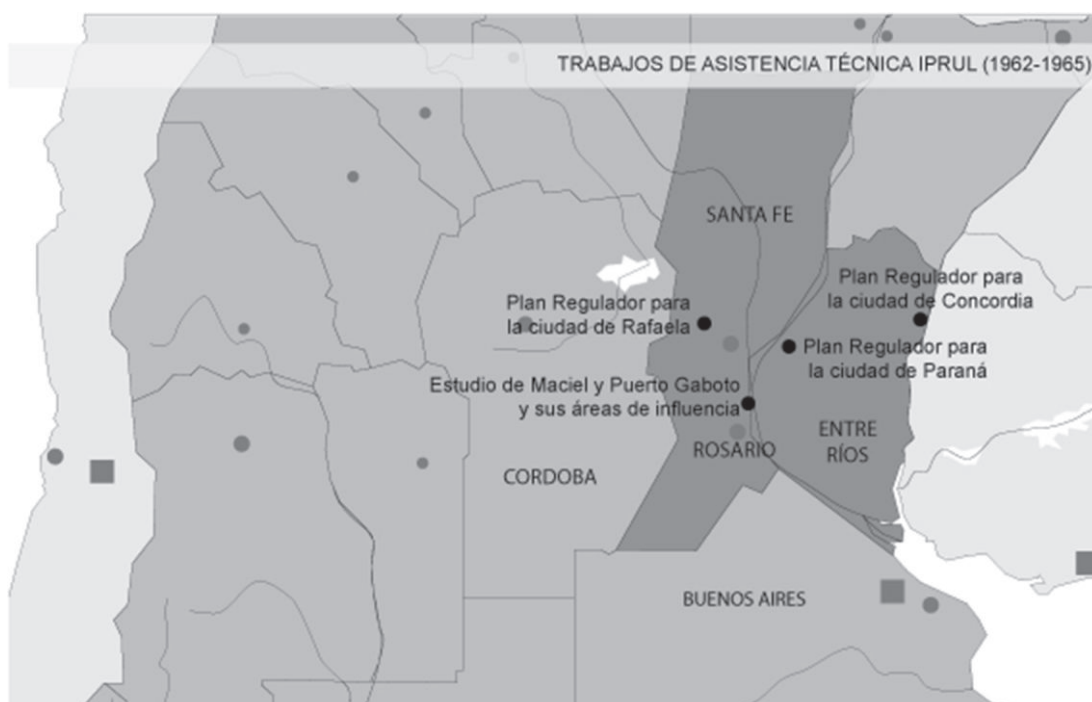 TRABAJOS DE ASISTENCIA TÉCNICA IPRUL (1962-1965)
SANTA FE
Plan Regulador para
la ciudad de Concordia
Plan Regulador para
la ciudad de Rafaela
Plan Regulador para
la ciudad de Paraná
Estudio de Maciel y Puerto Gaboto
y sus áreas de influencia
ENTRE
RÍOS
ROSARIO
CORDOBA
BUENOS AIRES